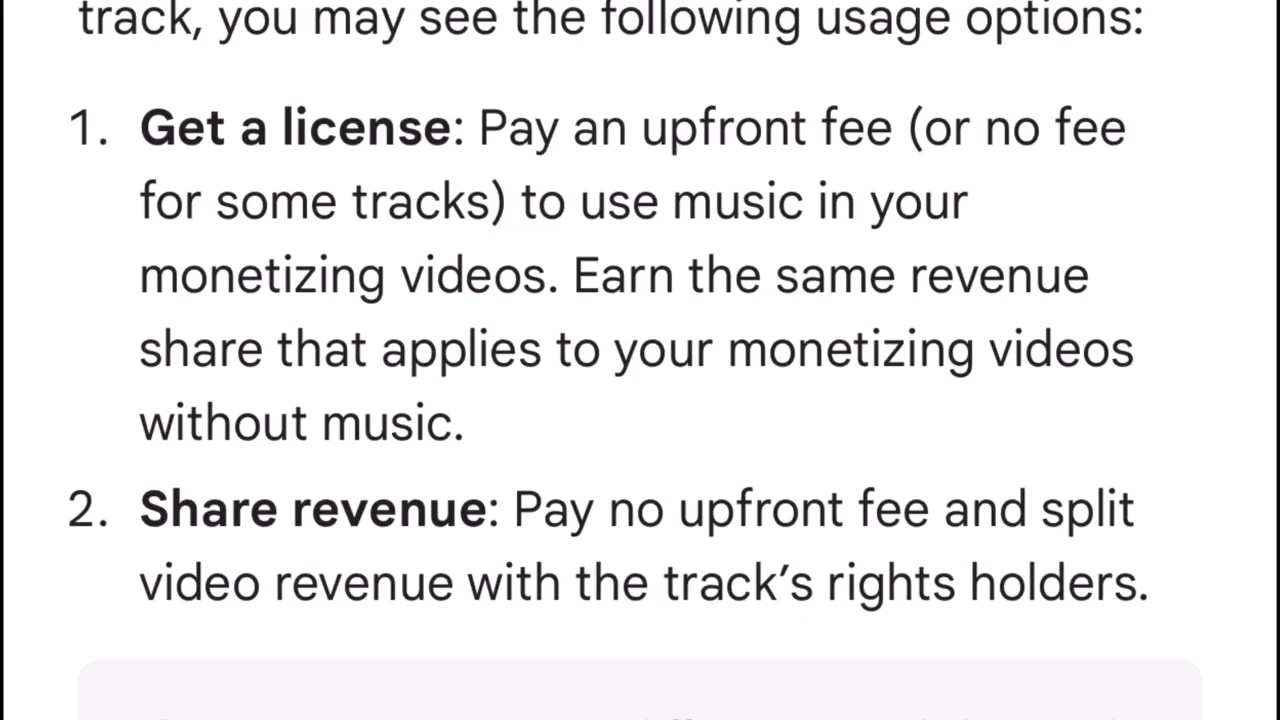 track, you may see the following usage options:
1. Get a license: Pay an upfront fee (or no fee
for some tracks) to use music in your
monetizing videos. Earn the same revenue
share that applies to your monetizing videos
without music.
2. Share revenue: Pay no upfront fee and split
video revenue with the track’s rights holders.